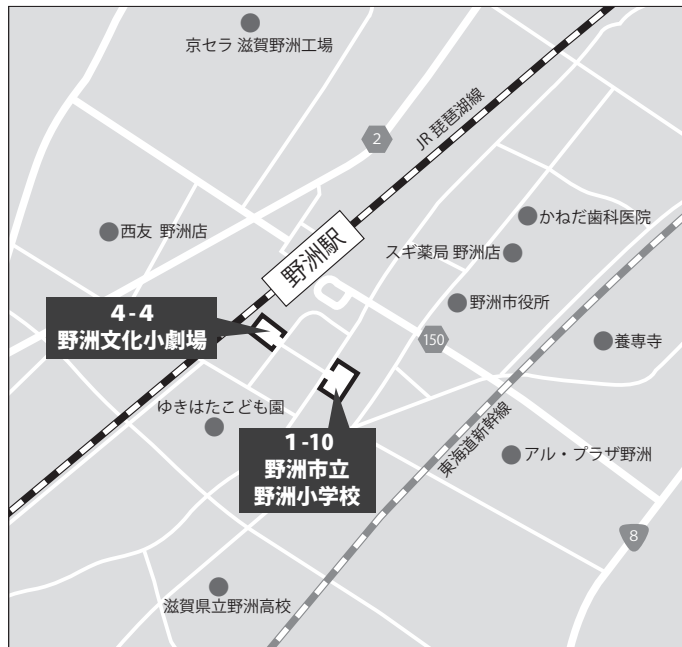 京セラ 滋賀野洲工場
2
JR 琵琶湖線
西友 野洲店
かねだ歯科医院
スギ薬局 野洲店
野洲駅
野洲市役所
4-4
野洲文化小劇場
150
養専寺
ゆきはたこども園
1-10
野洲市立
野洲小学校
東海道新幹線
アル・プラザ野洲
8
滋賀県立野洲高校